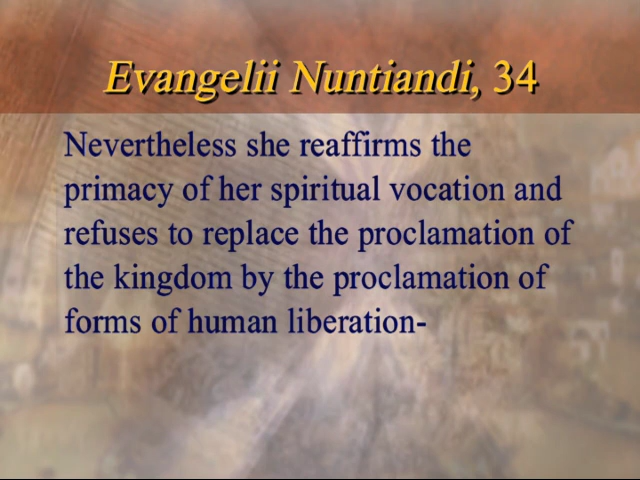 Evangelii Nuntiandi, 34
Nevertheless she reaffirms the
primacy of her spiritual vocation and
refuses to replace the proclamation of
the kingdom by the proclamation of
forms of human liberation-